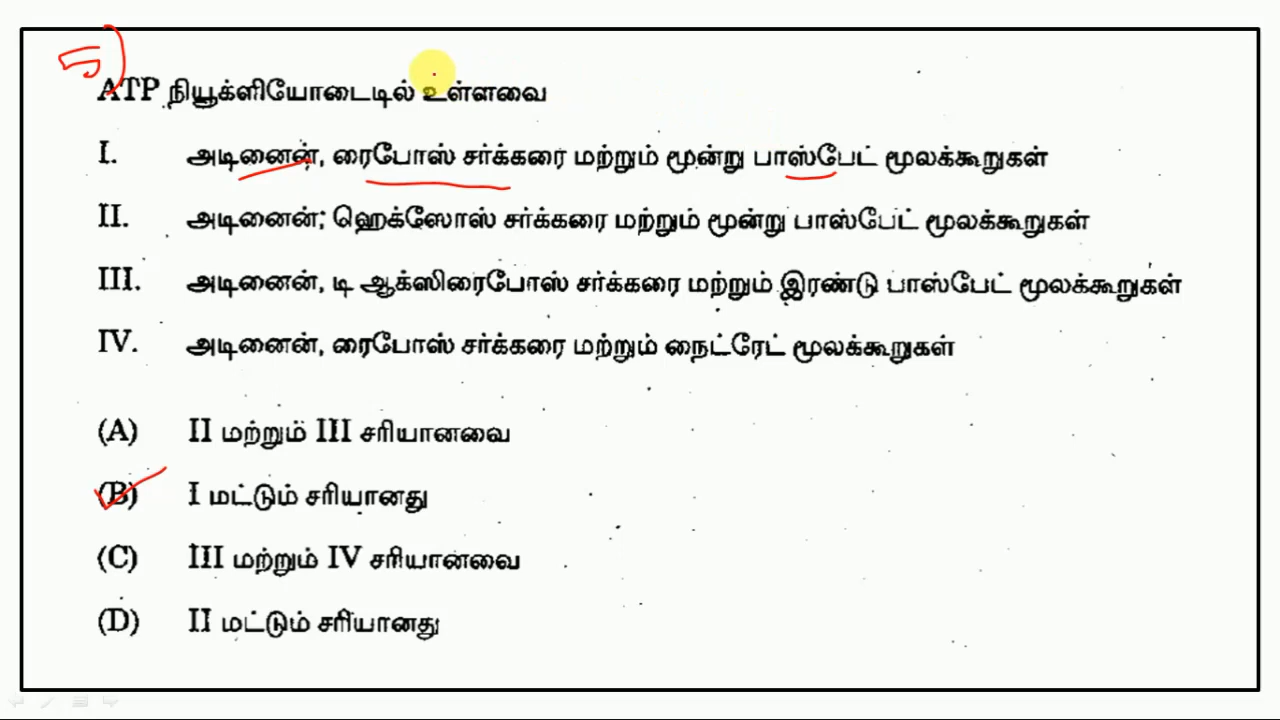 5)
ATP நியூக்ளியோடைடில் உள்ளவை
I. அடினைன், ரைபோஸ் சர்க்கரை மற்றும் மூன்று பாஸ்பேட் மூலக்கூறுகள்
II. அடினைன்; ஹெக்ஸோஸ் சர்க்கரை மற்றும் மூன்று பாஸ்பேட் மூலக்கூறுகள்
III. அடினைன், டி ஆக்ஸிரைபோஸ் சர்க்கரை மற்றும் இரண்டு பாஸ்பேட் மூலக்கூறுகள்
IV. அடினைன், ரைபோஸ் சர்க்கரை மற்றும் நைட்ரேட் மூலக்கூறுகள்
(A) II மற்றும் III சரியானவை
(B) I மட்டும் சரியானது
(C) III மற்றும் IV சரியானவை
(D) II மட்டும் சரியானது